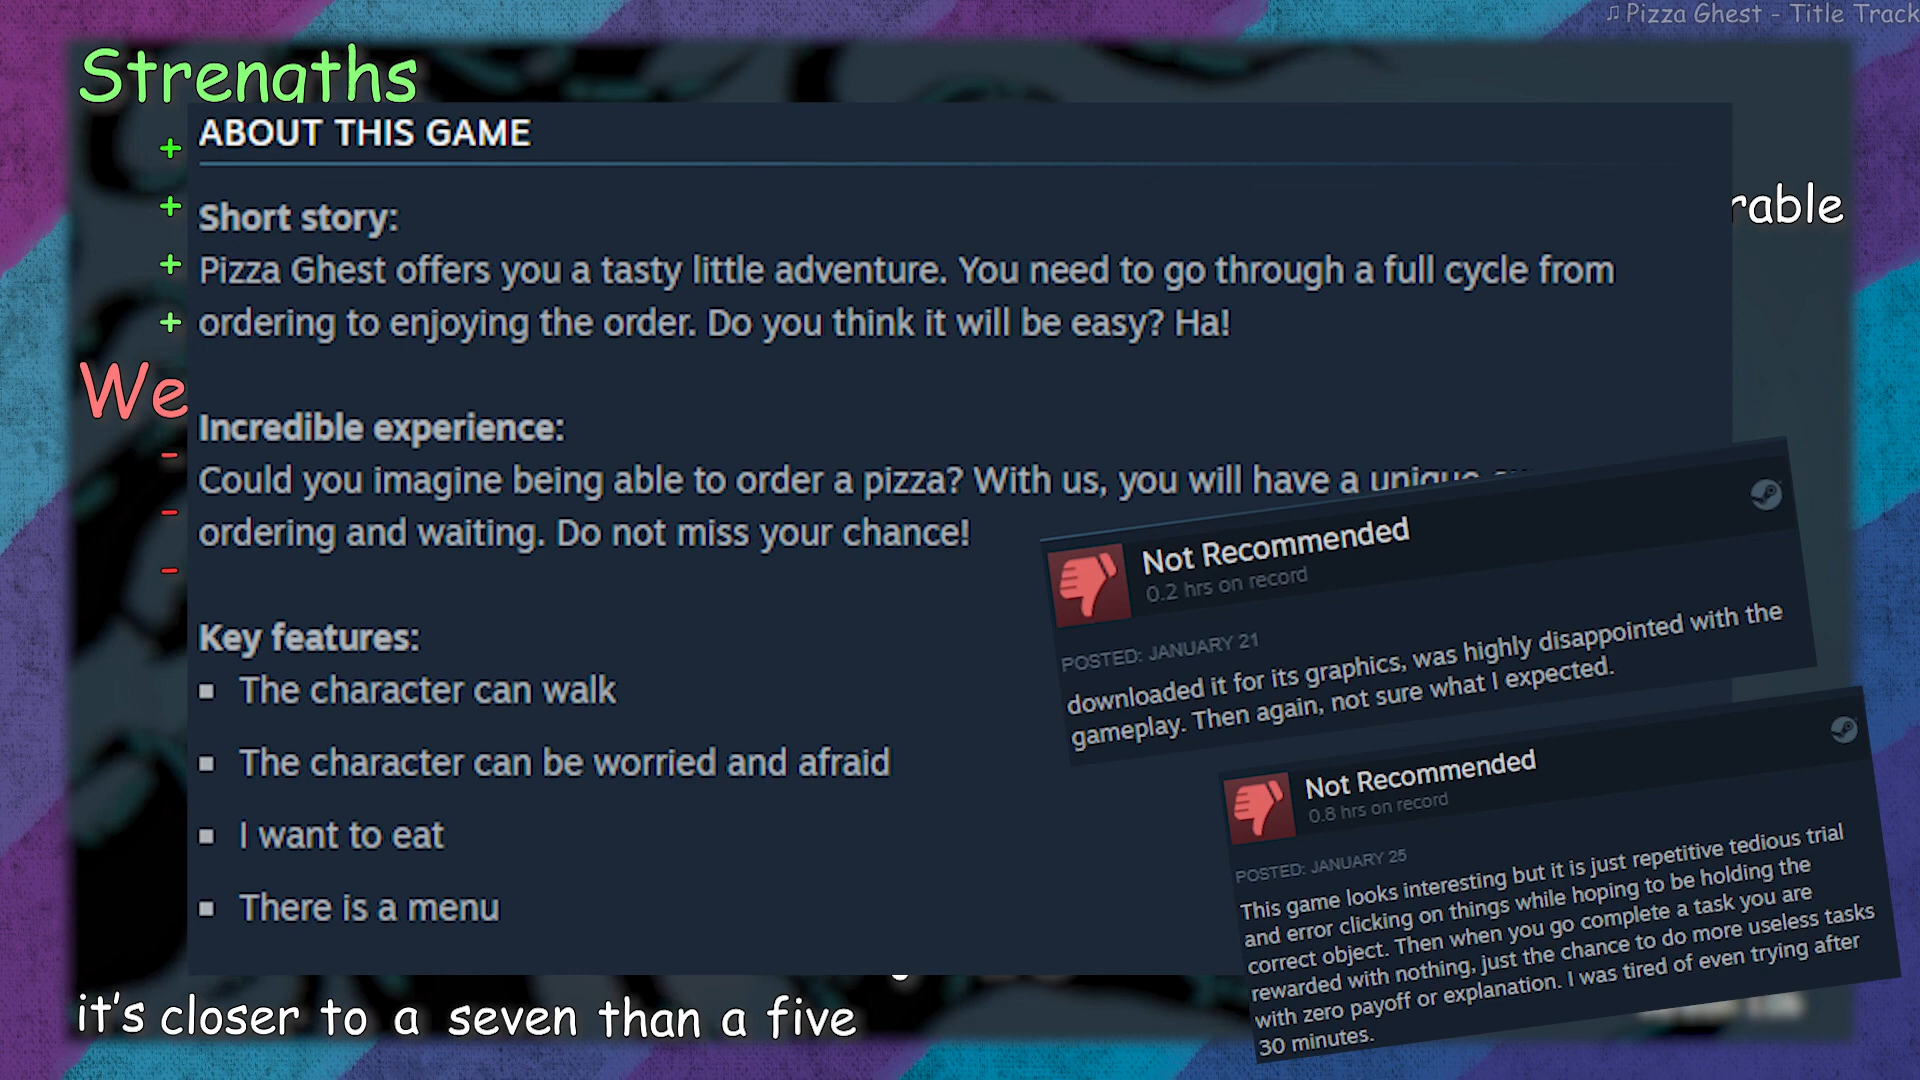 ♫ Pizza Ghest - Title Track
Strengths
+
ABOUT THIS GAME
+
rable
Short story:
+
Pizza Ghest offers you a tasty little adventure. You need to go through a full cycle from
+
ordering to enjoying the order. Do you think it will be easy? Ha!
We
Incredible experience:
-
Could you imagine being able to order a pizza? With us, you will have a unique
-
ordering and waiting. Do not miss your chance!
-
Key features:
▪ The character can walk
▪ The character can be worried and afraid
▪ I want to eat
▪ There is a menu
Not Recommended
0.2 hrs on record
POSTED: JANUARY 21
downloaded it for its graphics, was highly disappointed with the
gameplay. Then again, not sure what I expected.
Not Recommended
0.8 hrs on record
POSTED: JANUARY 25
This game looks interesting but it is just repetitive tedious trial
and error clicking on things while hoping to be holding the
correct object. Then when you go complete a task you are
rewarded with nothing, just the chance to do more useless tasks
with zero payoff or explanation. I was tired of even trying after
30 minutes.
it's closer to a seven than a five